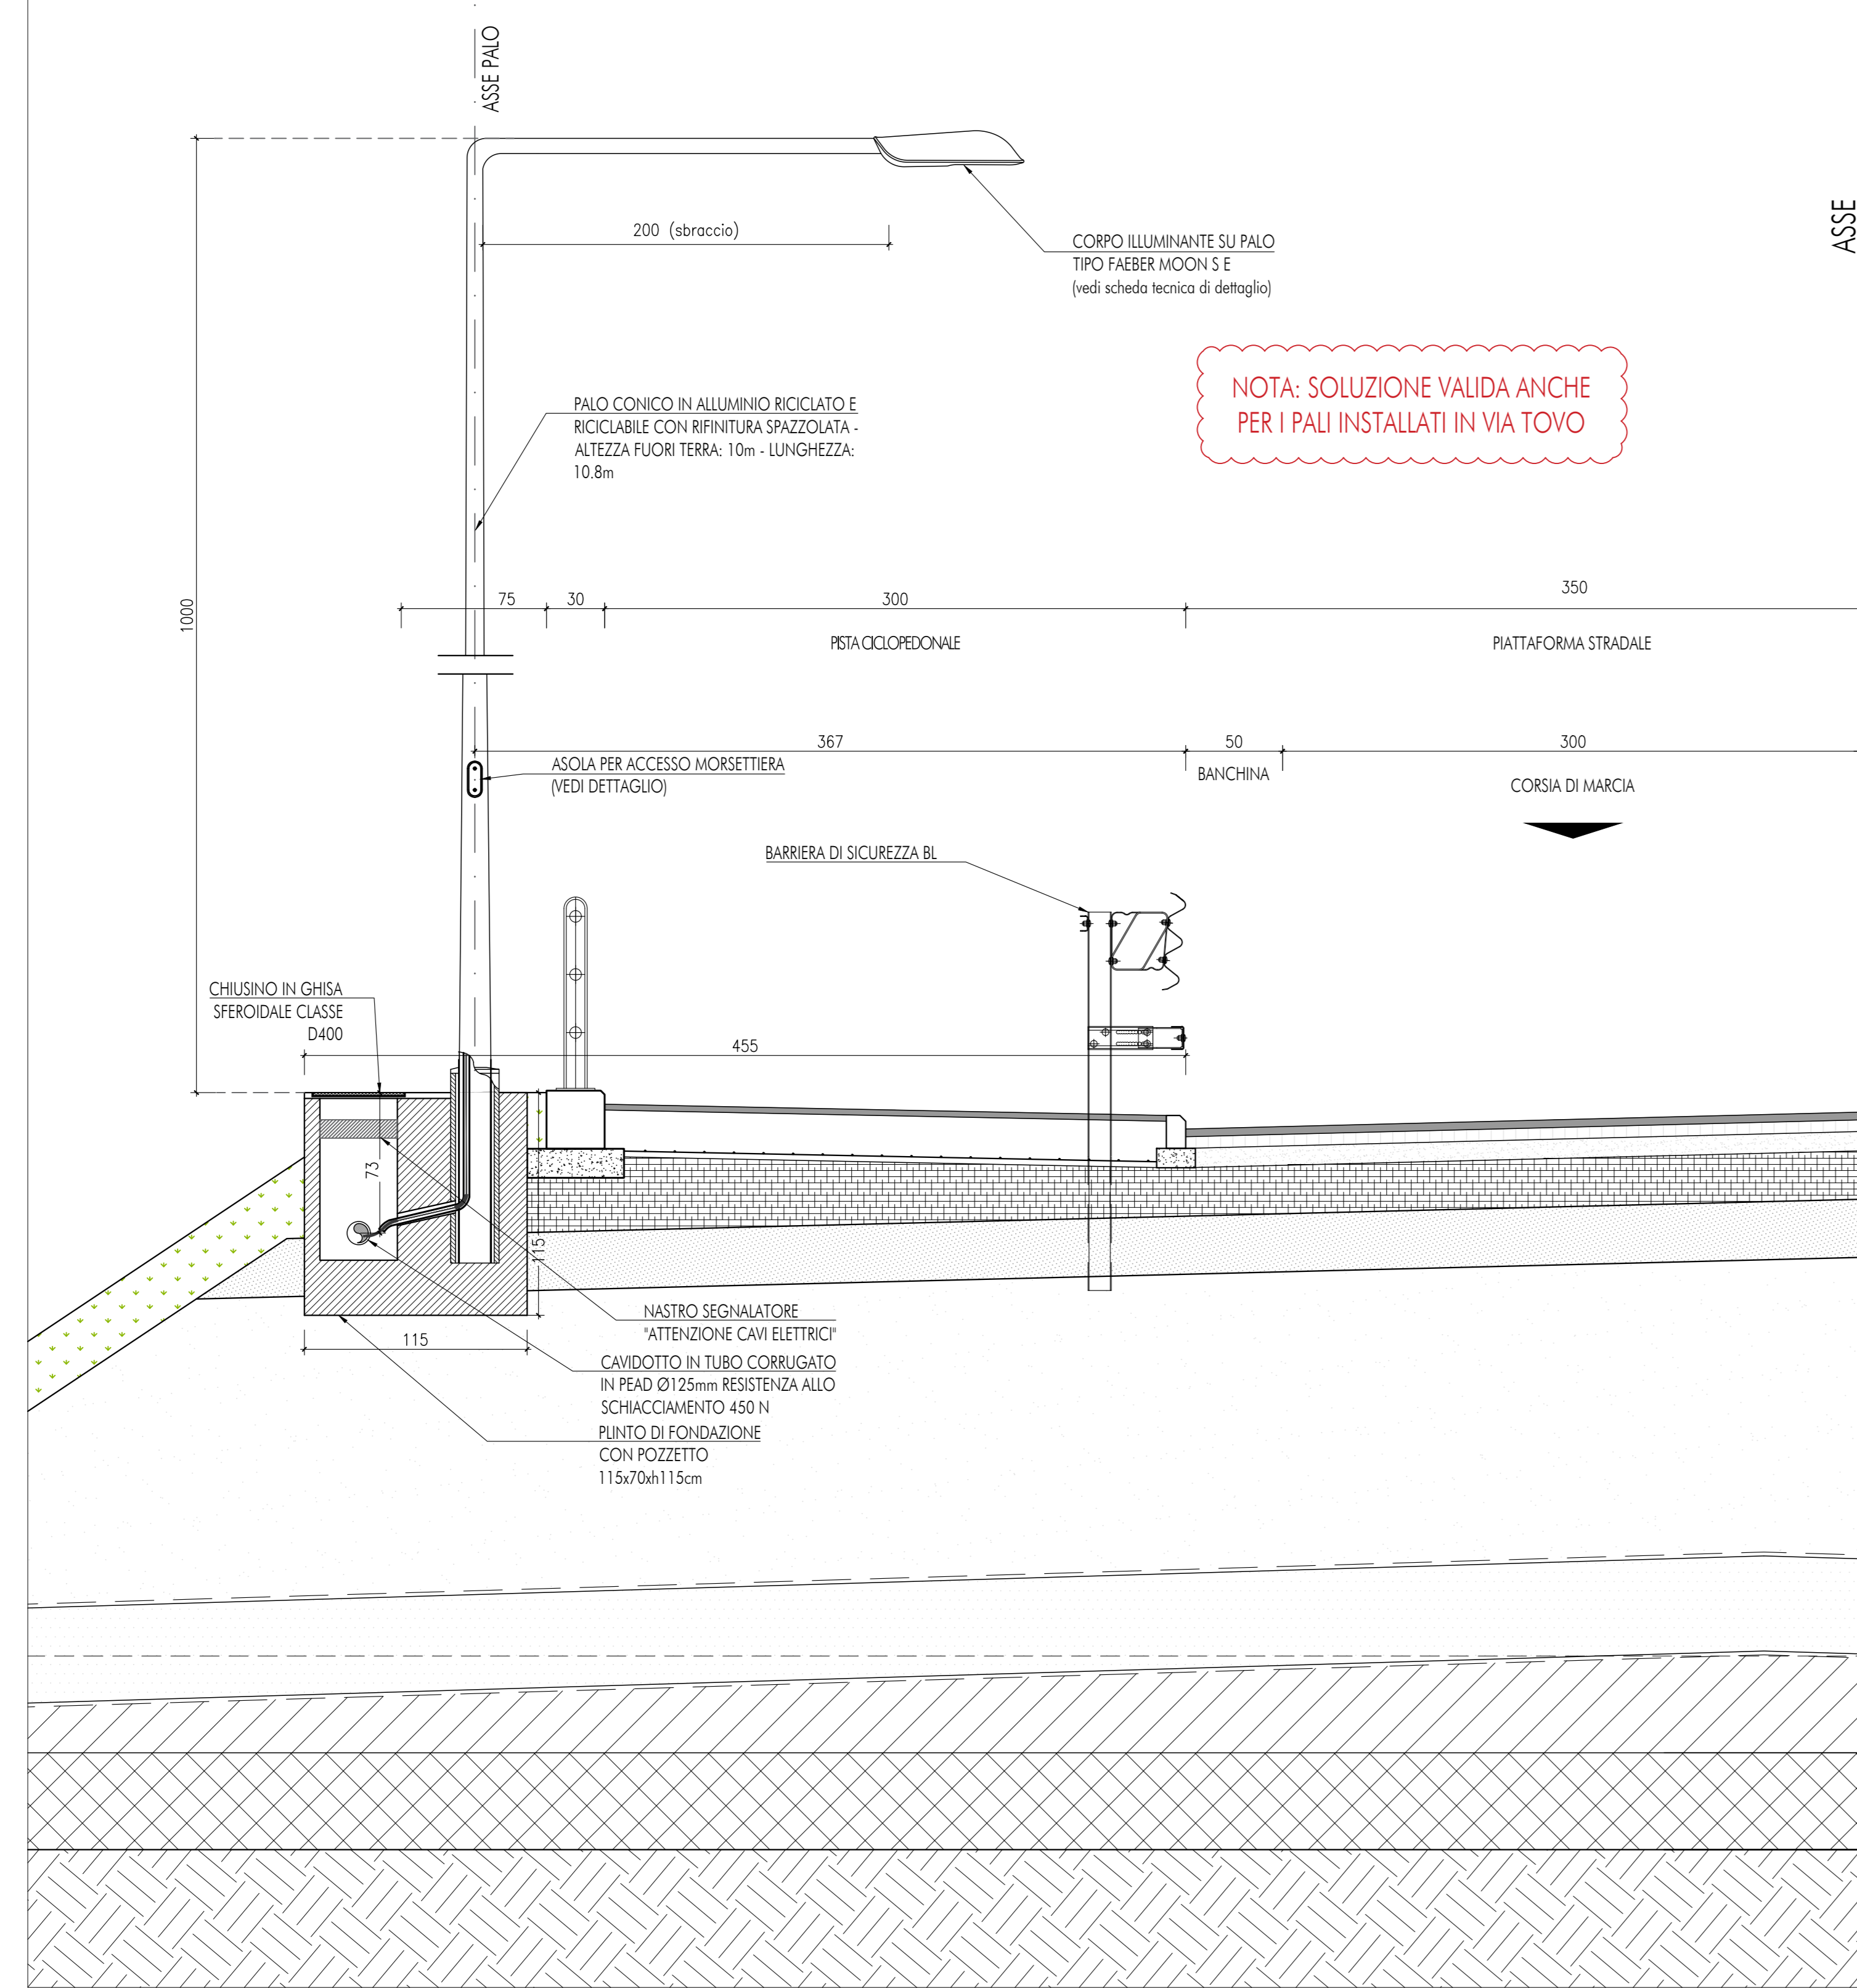 ASSE PALO
ASSE
200 (sbraccio)
CORPO ILLUMINANTE SU PALO
TIPO FAEBER MOON S E
(vedi scheda tecnica di dettaglio)
NOTA: SOLUZIONE VALIDA ANCHE
PER I PALI INSTALLATI IN VIA TOVO
PALO CONICO IN ALLUMINIO RICICLATO E
RICICLABILE CON RIFINITURA SPAZZOLATA -
ALTEZZA FUORI TERRA: 10m - LUNGHEZZA:
10.8m
1000
75
30
300
350
PISTA CICLOPEDONALE
PIATTAFORMA STRADALE
367
50
300
ASOLA PER ACCESSO MORSETTIERA
(VEDI DETTAGLIO)
BANCHINA
CORSIA DI MARCIA
BARRIERA DI SICUREZZA BL
CHIUSINO IN GHISA
SFEROIDALE CLASSE
D400
455
73
115
115
NASTRO SEGNALATORE
"ATTENZIONE CAVI ELETTRICI"
CAVIDOTTO IN TUBO CORRUGATO
IN PEAD Ø125mm RESISTENZA ALLO
SCHIACCIAMENTO 450 N
PLINTO DI FONDAZIONE
CON POZZETTO
115x70xh115cm